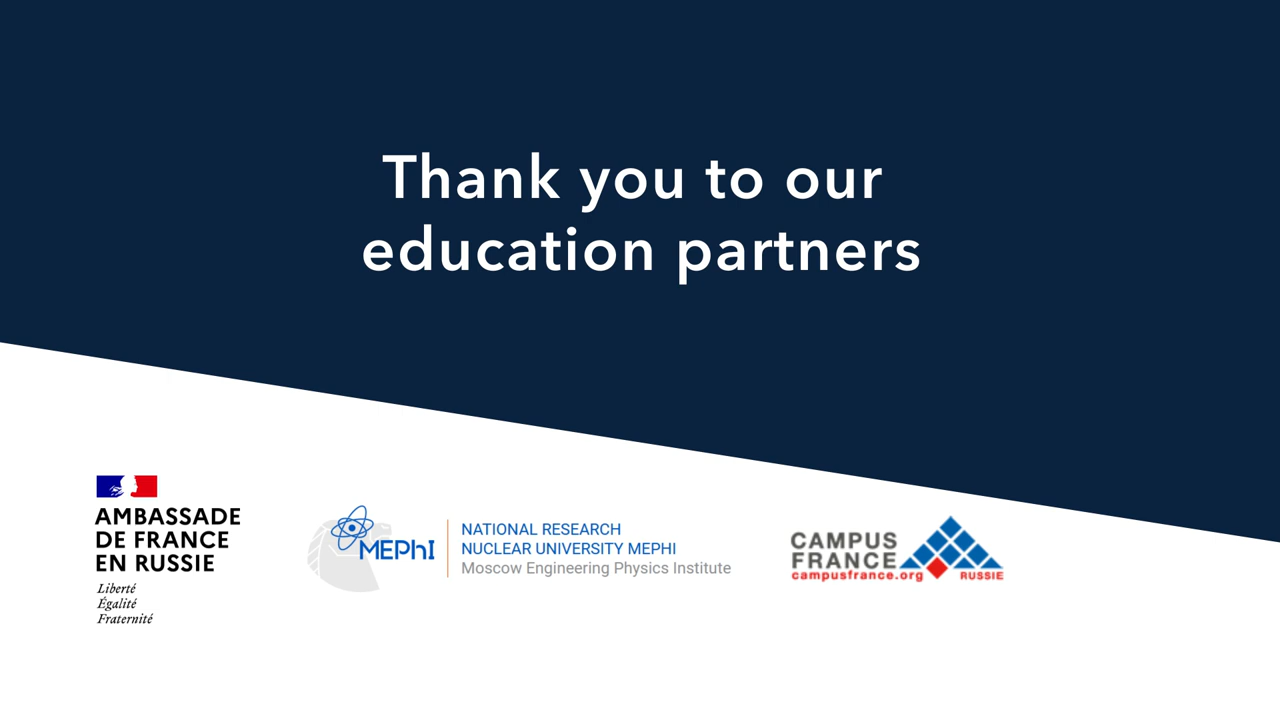 Thank you to our
education partners
AMBASSADE
DE FRANCE
EN RUSSIE
Liberté
Égalité
Fraternité
MEPhI
NATIONAL RESEARCH
NUCLEAR UNIVERSITY MEPHI
Moscow Engineering Physics Institute
CAMPUS
FRANCE
campusfrance.org
RUSSIE